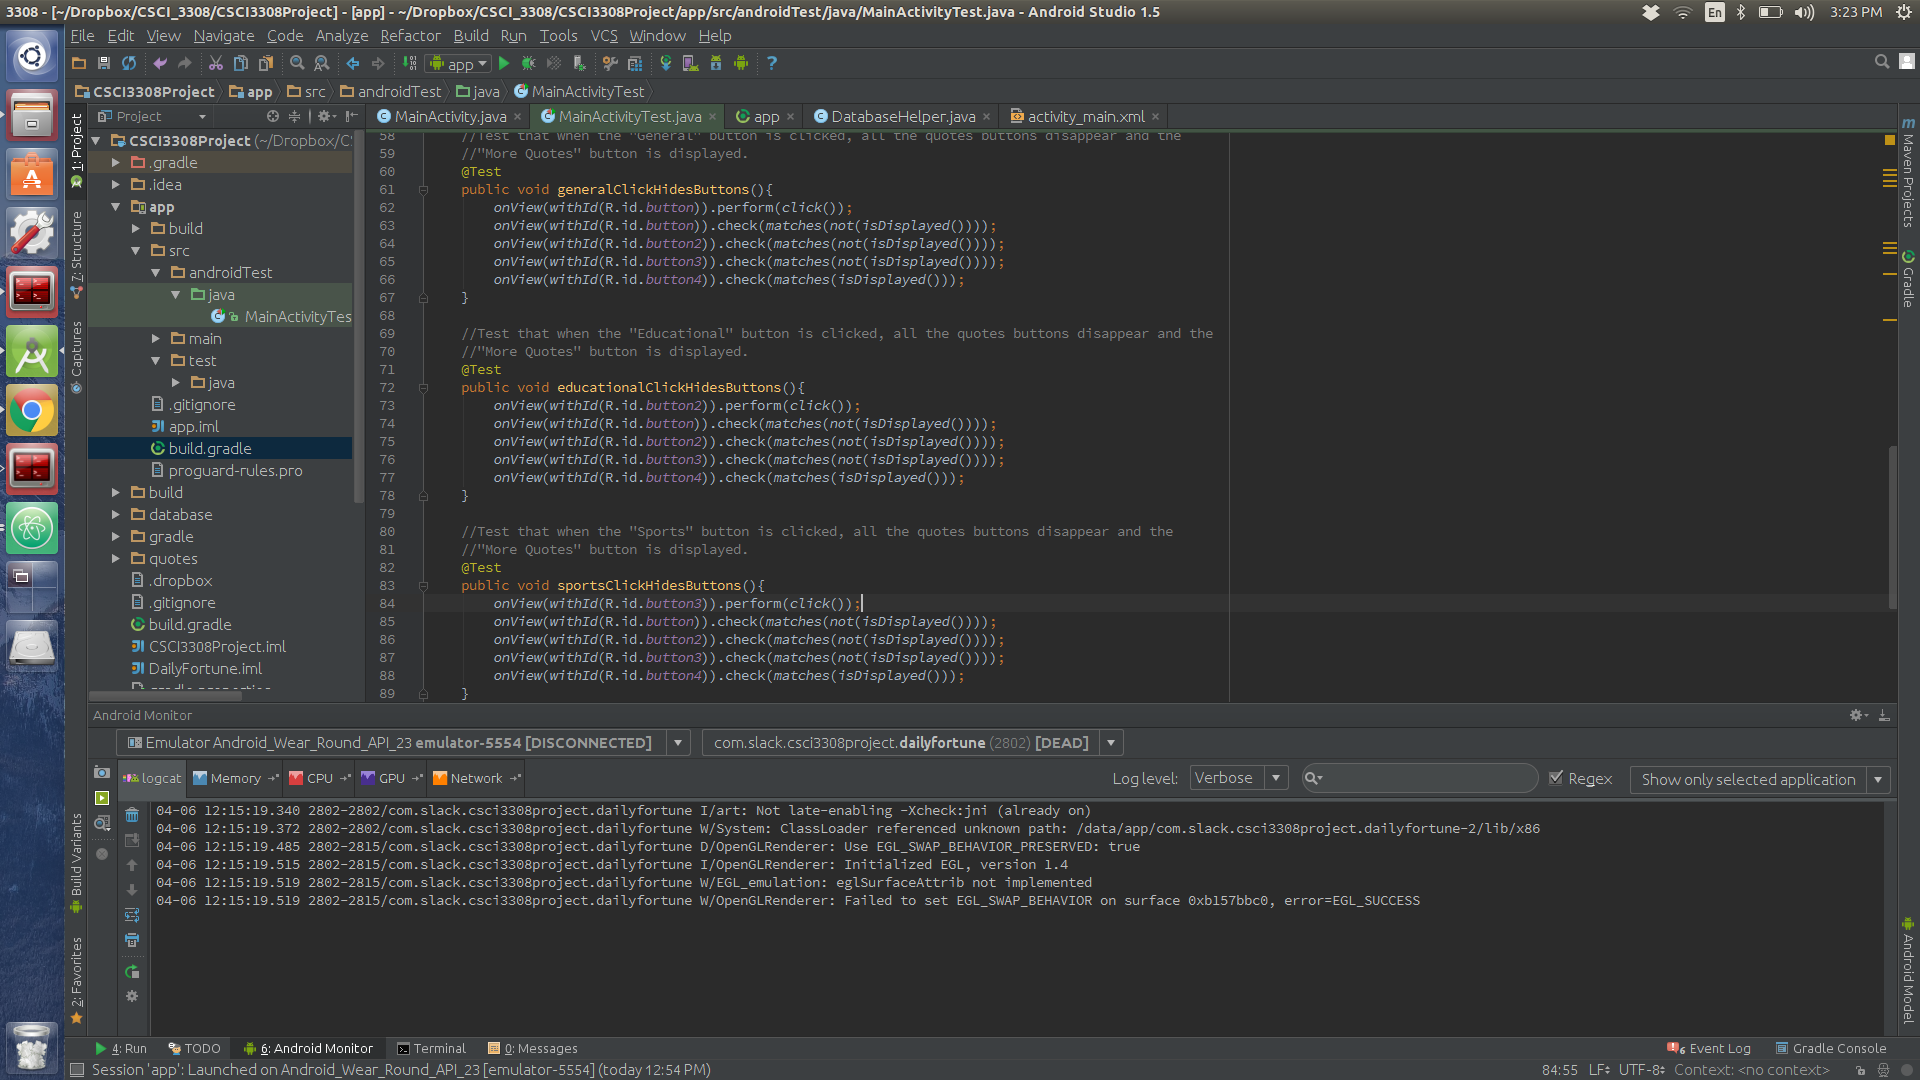 3308 - [~/Dropbox/CSCI_3308/CSCI3308Project] - [app] - ~/Dropbox/CSCI_3308/CSCI3308Project/app/src/androidTest/java/MainActivityTest.java - Android Studio 1.5
En
3:23 PM
File Edit View Navigate Code Analyze Refactor Build Run Tools VCS Window Help
app
CSCI3308Project app src androidTest java MainActivityTest
1: Project
7: Structure
Captures
Build Variants
2: Favorites
Project
CSCI3308Project (~/Dropbox/C
.gradle
.idea
app
build
src
androidTest
java
MainActivityTes
main
test
java
.gitignore
app.iml
build.gradle
proguard-rules.pro
build
database
gradle
quotes
.dropbox
.gitignore
build.gradle
CSCI3308Project.iml
DailyFortune.iml
gradle.properties
MainActivity.java MainActivityTest.java app DatabaseHelper.java activity_main.xml
58 //Test that when the "General" button is clicked, all the quotes buttons disappear and the
59 //"More Quotes" button is displayed.
60 @Test
61 public void generalClickHidesButtons(){
62 onView(withId(R.id.button)).perform(click());
63 onView(withId(R.id.button)).check(matches(not(isDisplayed())));
64 onView(withId(R.id.button2)).check(matches(not(isDisplayed())));
65 onView(withId(R.id.button3)).check(matches(not(isDisplayed())));
66 onView(withId(R.id.button4)).check(matches(isDisplayed()));
67 }
68
69 //Test that when the "Educational" button is clicked, all the quotes buttons disappear and the
70 //"More Quotes" button is displayed.
71 @Test
72 public void educationalClickHidesButtons(){
73 onView(withId(R.id.button2)).perform(click());
74 onView(withId(R.id.button)).check(matches(not(isDisplayed())));
75 onView(withId(R.id.button2)).check(matches(not(isDisplayed())));
76 onView(withId(R.id.button3)).check(matches(not(isDisplayed())));
77 onView(withId(R.id.button4)).check(matches(isDisplayed()));
78 }
79
80 //Test that when the "Sports" button is clicked, all the quotes buttons disappear and the
81 //"More Quotes" button is displayed.
82 @Test
83 public void sportsClickHidesButtons(){
84 onView(withId(R.id.button3)).perform(click());
85 onView(withId(R.id.button)).check(matches(not(isDisplayed())));
86 onView(withId(R.id.button2)).check(matches(not(isDisplayed())));
87 onView(withId(R.id.button3)).check(matches(not(isDisplayed())));
88 onView(withId(R.id.button4)).check(matches(isDisplayed()));
89 }
m Maven Projects
Gradle
Android Model
Android Monitor
Emulator Android_Wear_Round_API_23 emulator-5554 [DISCONNECTED] com.slack.csci3308project.dailyfortune (2802) [DEAD]
logcat Memory CPU GPU Network Log level: Verbose Regex Show only selected application
04-06 12:15:19.340 2802-2802/com.slack.csci3308project.dailyfortune I/art: Not late-enabling -Xcheck:jni (already on)
04-06 12:15:19.372 2802-2802/com.slack.csci3308project.dailyfortune W/System: ClassLoader referenced unknown path: /data/app/com.slack.csci3308project.dailyfortune-2/lib/x86
04-06 12:15:19.485 2802-2815/com.slack.csci3308project.dailyfortune D/OpenGLRenderer: Use EGL_SWAP_BEHAVIOR_PRESERVED: true
04-06 12:15:19.515 2802-2815/com.slack.csci3308project.dailyfortune I/OpenGLRenderer: Initialized EGL, version 1.4
04-06 12:15:19.519 2802-2815/com.slack.csci3308project.dailyfortune W/EGL_emulation: eglSurfaceAttrib not implemented
04-06 12:15:19.519 2802-2815/com.slack.csci3308project.dailyfortune W/OpenGLRenderer: Failed to set EGL_SWAP_BEHAVIOR on surface 0xb157bbc0, error=EGL_SUCCESS
4: Run TODO 6: Android Monitor Terminal 0: Messages 6 Event Log Gradle Console
Session 'app': Launched on Android_Wear_Round_API_23 [emulator-5554] (today 12:54 PM) 84:55 LF UTF-8 Context: <no context>